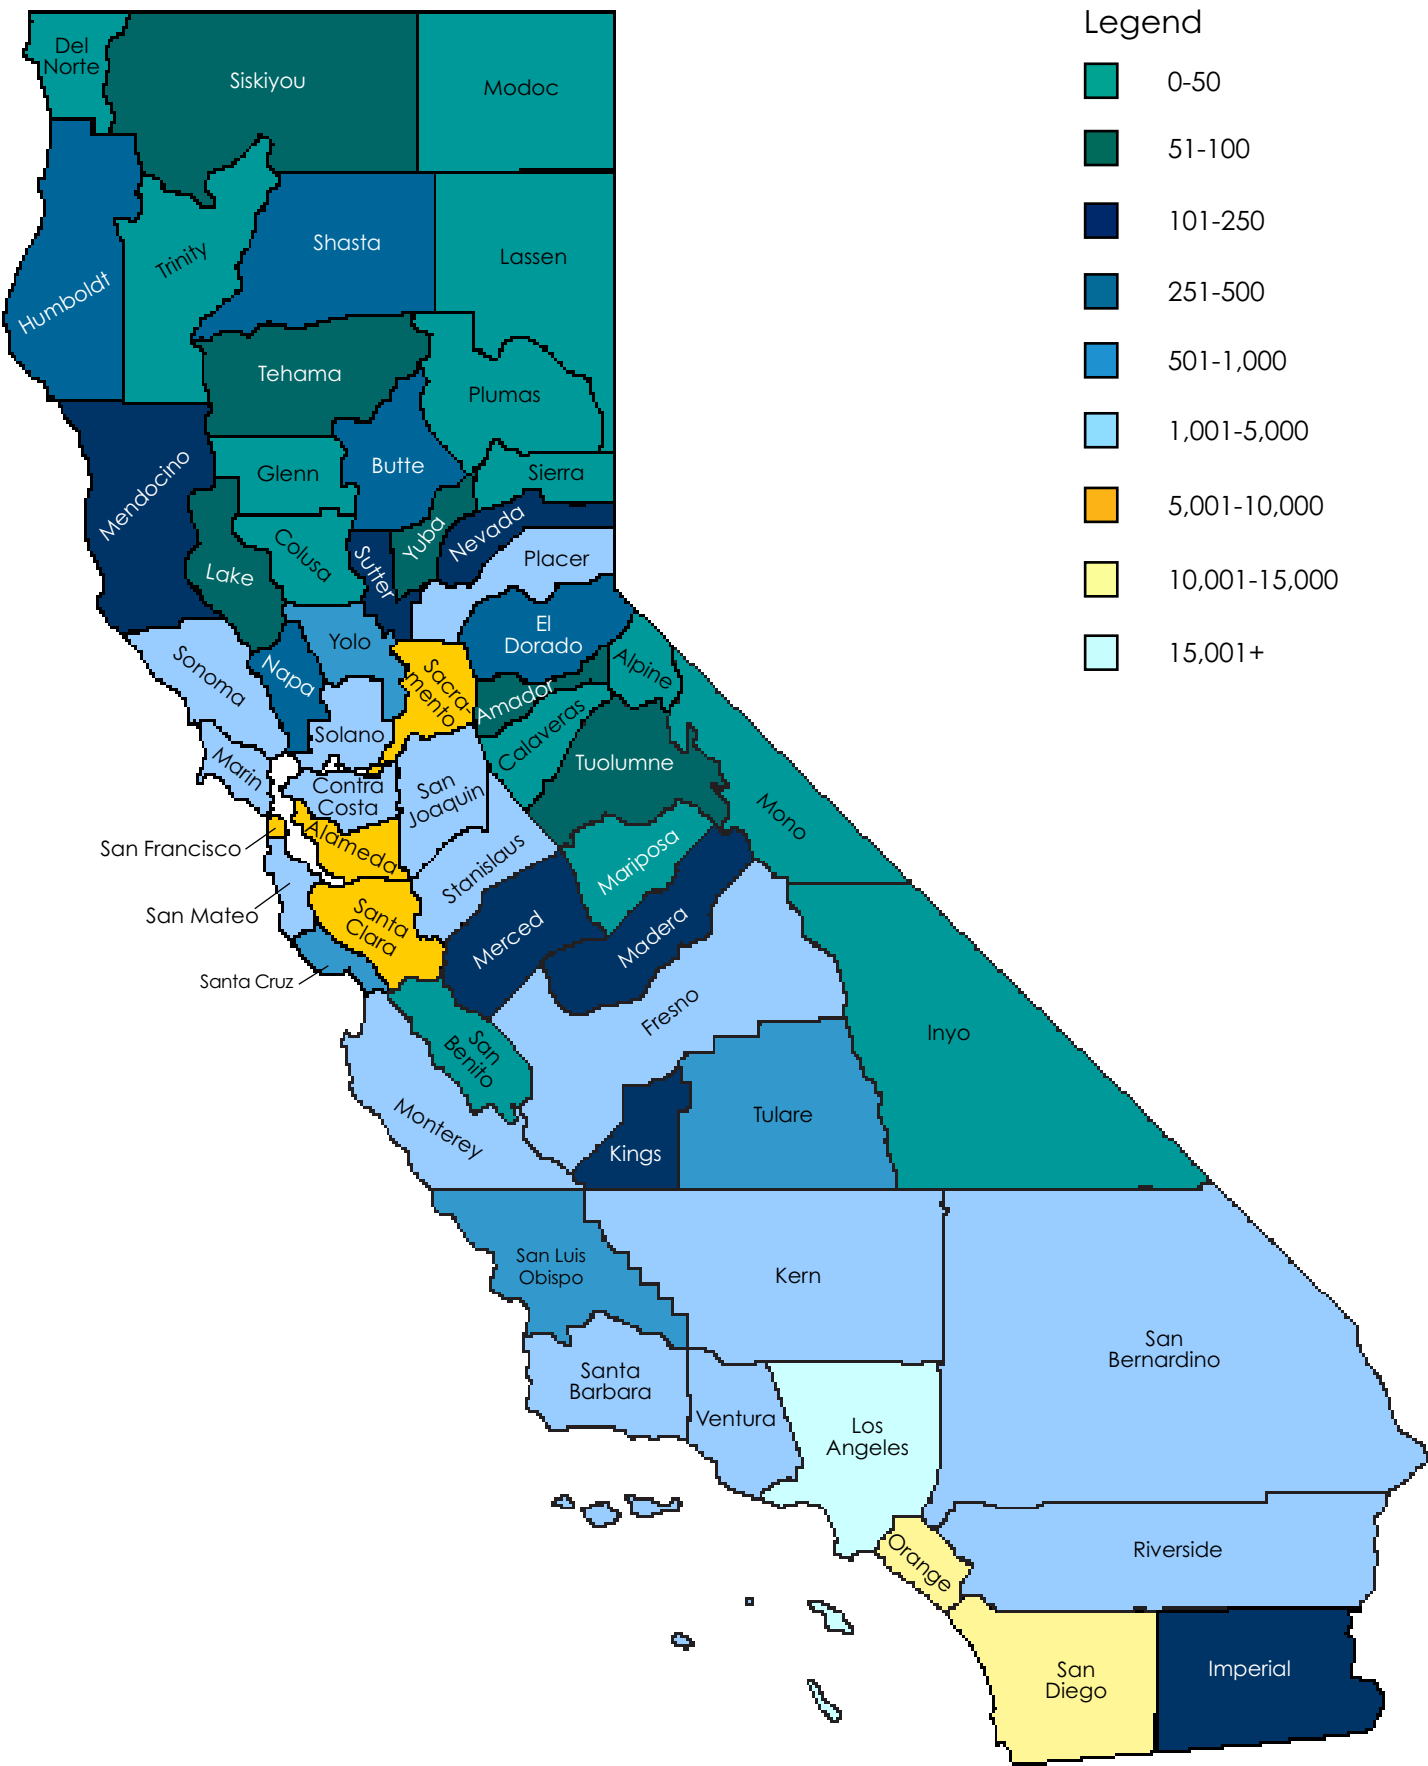 Legend
0-50
51-100
101-250
251-500
501-1,000
1,001-5,000
5,001-10,000
10,001-15,000
15,001+
Del
Norte
Siskiyou
Modoc
Humboldt
Trinity
Shasta
Lassen
Tehama
Plumas
Mendocino
Glenn
Butte
Sierra
Lake
Colusa
Sutter
Yuba
Nevada
Placer
El
Dorado
Sonoma
Napa
Yolo
Sacra-
mento
Amador
Alpine
Solano
Calaveras
Marin
Contra
Costa
San
Joaquin
Tuolumne
Mono
San Francisco
Alameda
Stanislaus
Mariposa
San Mateo
Santa
Clara
Merced
Madera
Santa Cruz
Fresno
San
Benito
Inyo
Monterey
Kings
Tulare
San Luis
Obispo
Kern
San
Bernardino
Santa
Barbara
Ventura
Los
Angeles
Orange
Riverside
San
Diego
Imperial